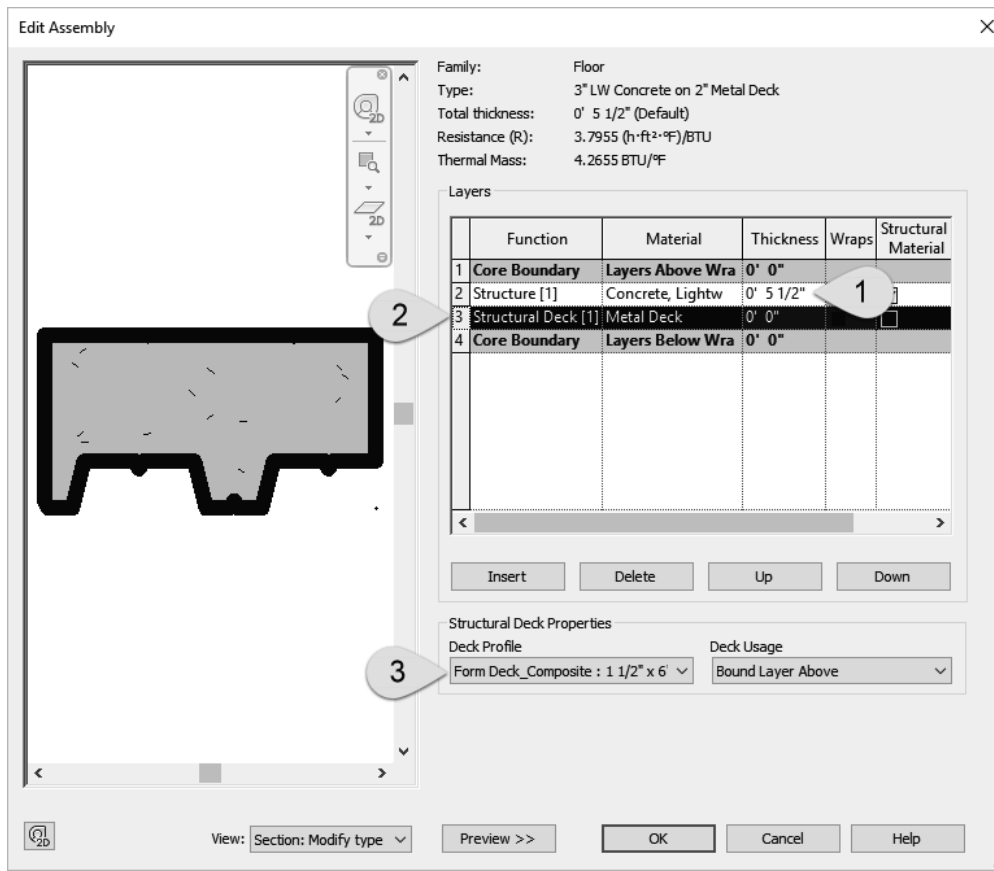 Edit Assembly
2D
2D
Family: Floor
Type: 3" LW Concrete on 2" Metal Deck
Total thickness: 0' 5 1/2" (Default)
Resistance (R): 3.7955 (h·ft²·°F)/BTU
Thermal Mass: 4.2655 BTU/°F
Layers
Function Material Thickness Wraps Structural Material
1 Core Boundary Layers Above Wra 0' 0"
2 Structure [1] Concrete, Lightw 0' 5 1/2" 1
2 3 Structural Deck [1] Metal Deck 0' 0"
4 Core Boundary Layers Below Wra 0' 0"
Insert Delete Up Down
Structural Deck Properties
Deck Profile Deck Usage
3 Form Deck_Composite : 1 1/2" x 6' Bound Layer Above
2D View: Section: Modify type Preview >> OK Cancel Help